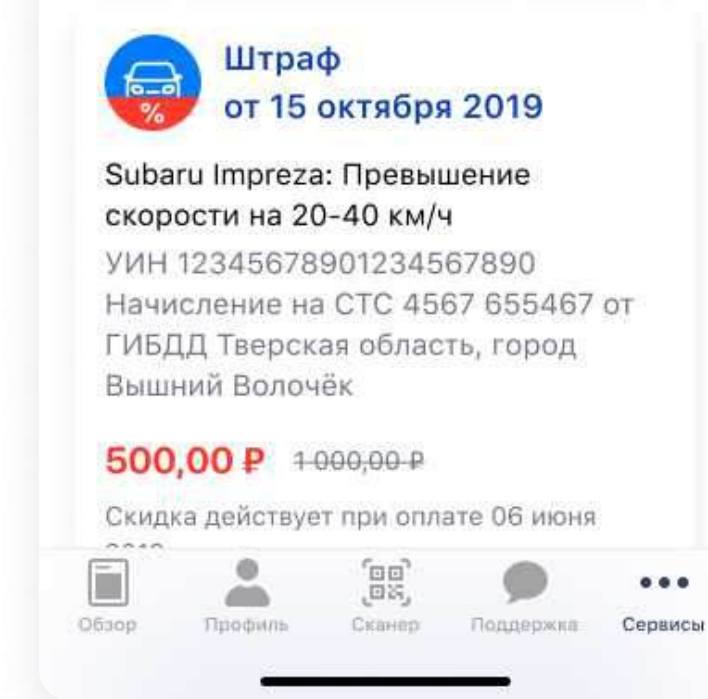 Штраф
от 15 октября 2019
%
Subaru Impreza: Превышение
скорости на 20-40 км/ч
УИН 12345678901234567890
Начисление на СТС 4567 655467 от
ГИБДД Тверская область, город
Вышний Волочёк
500,00 ₽ 1 000,00 ₽
Скидка действует при оплате 06 июня
Обзор Профиль Сканер Поддержка Сервисы